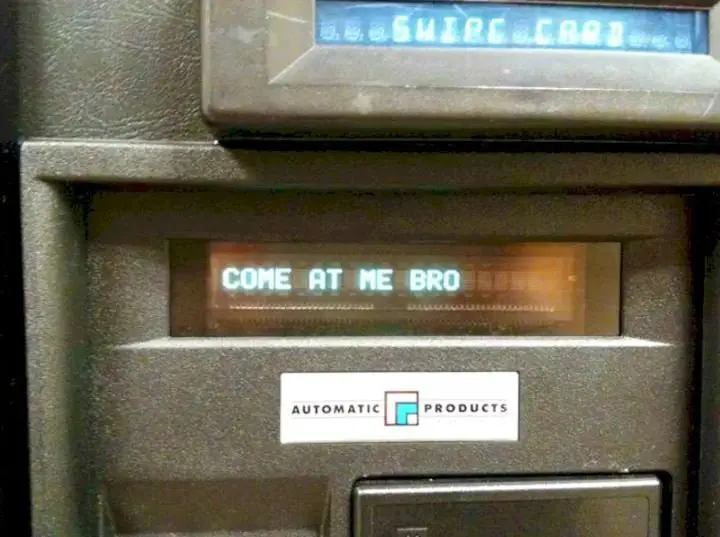 SWIPE CARD
COME AT ME BRO
AUTOMATIC PRODUCTS